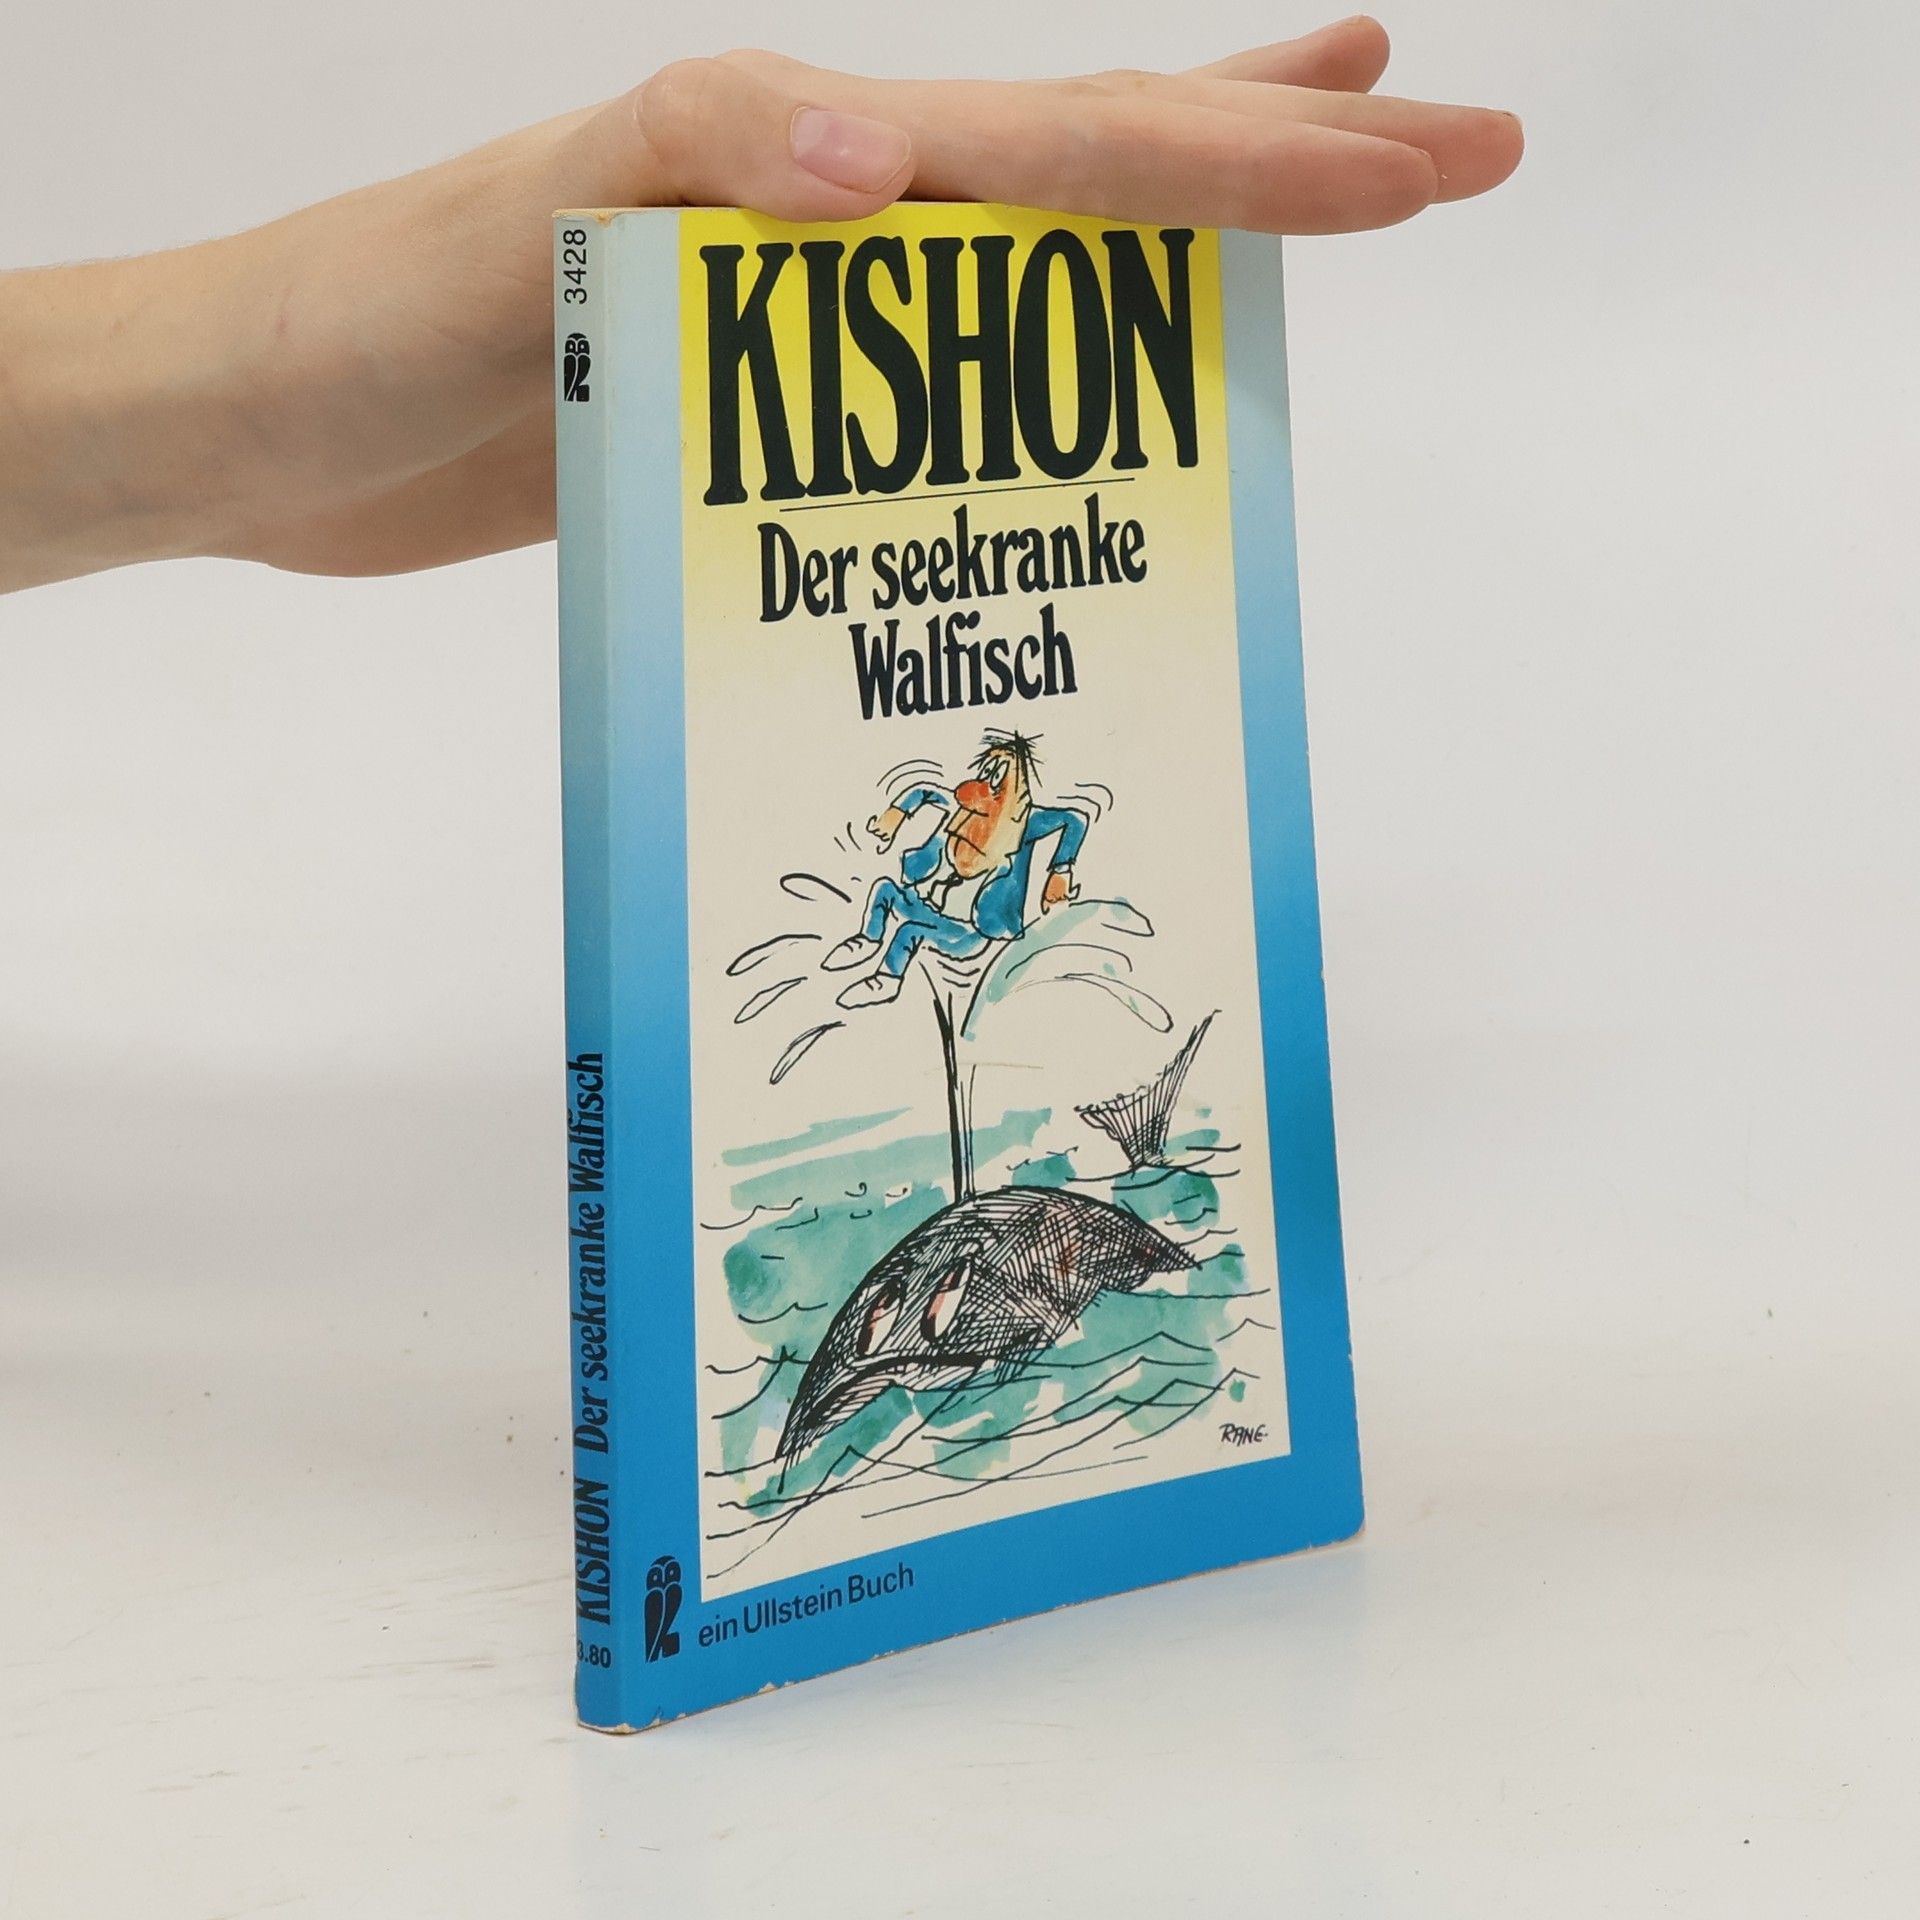 3428
KISHON
Der seekranke
Walfisch
RANE
ein Ullstein Buch
KISHON Der seekranke Walfisch
3.80